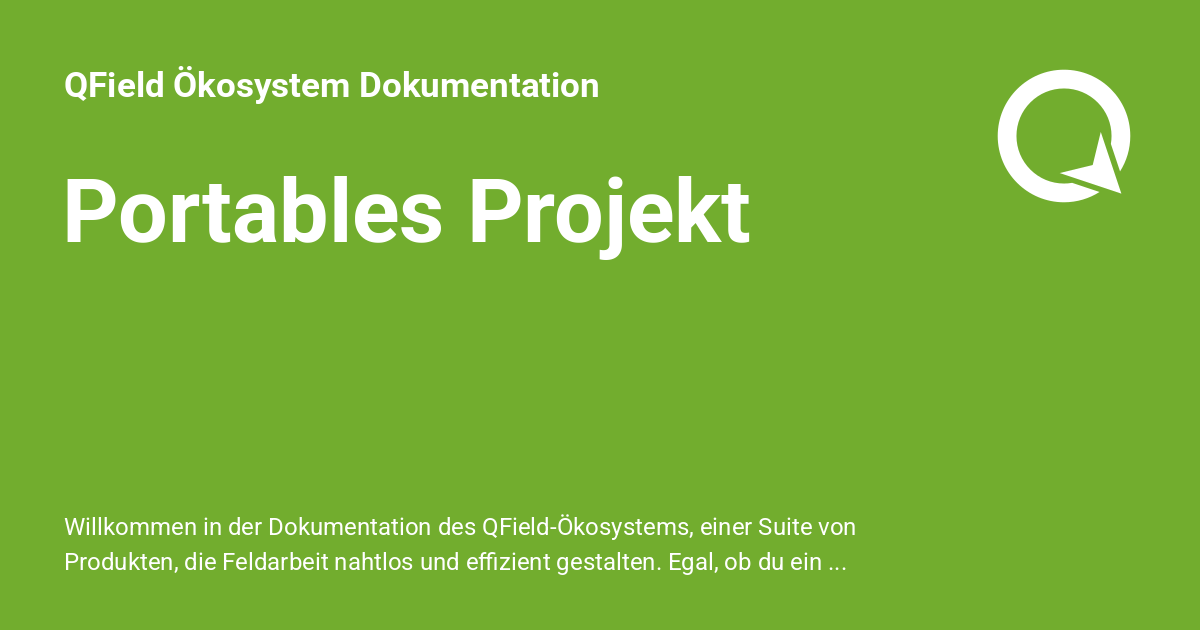 QField Ökosystem Dokumentation
Portables Projekt
Willkommen in der Dokumentation des QField-Ökosystems, einer Suite von
Produkten, die Feldarbeit nahtlos und effizient gestalten. Egal, ob du ein ...